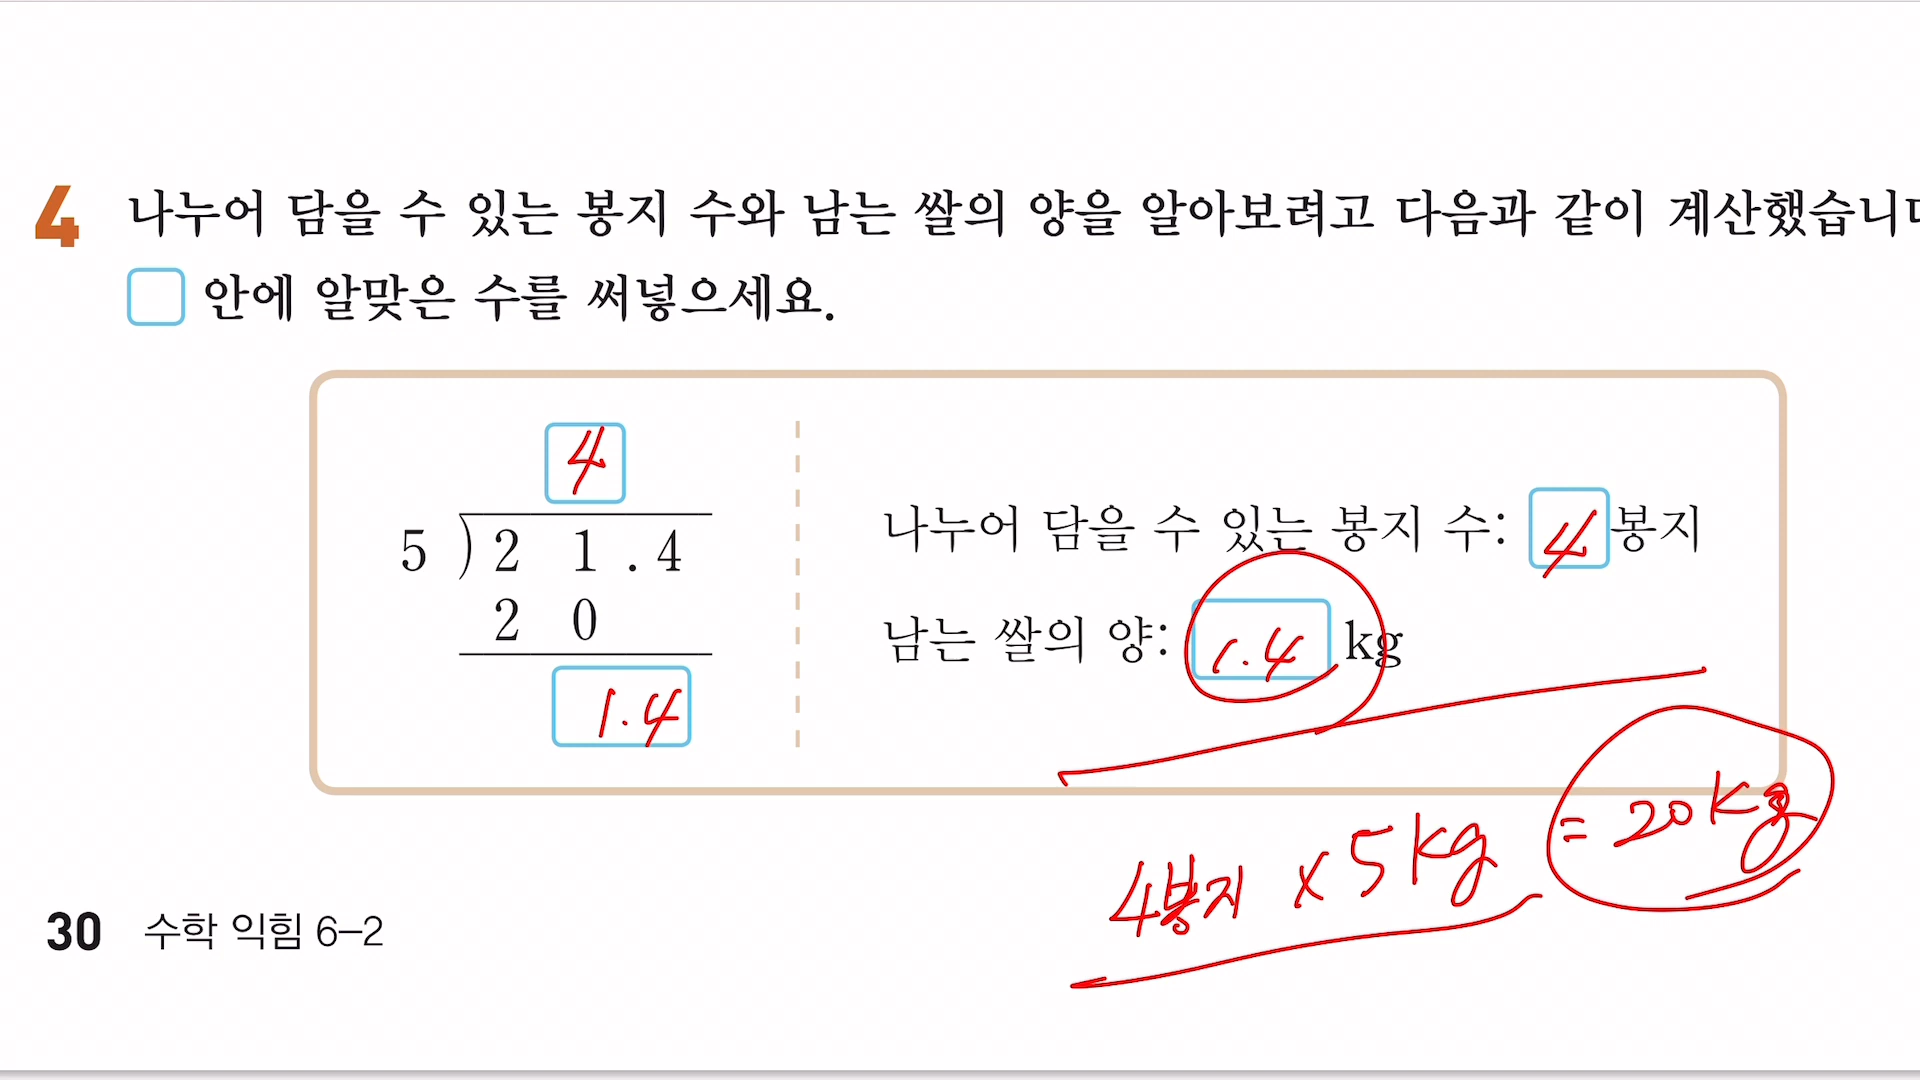 4 나누어 담을 수 있는 봉지 수와 남는 쌀의 양을 알아보려고 다음과 같이 계산했습니
안에 알맞은 수를 써넣으세요.
4
5 ) 2 1 . 4
2 0
1.4
나누어 담을 수 있는 봉지 수: 4 봉지
남는 쌀의 양: 1.4 kg
4봉지 x 5kg = 20kg
30 수학 익힘 6–2